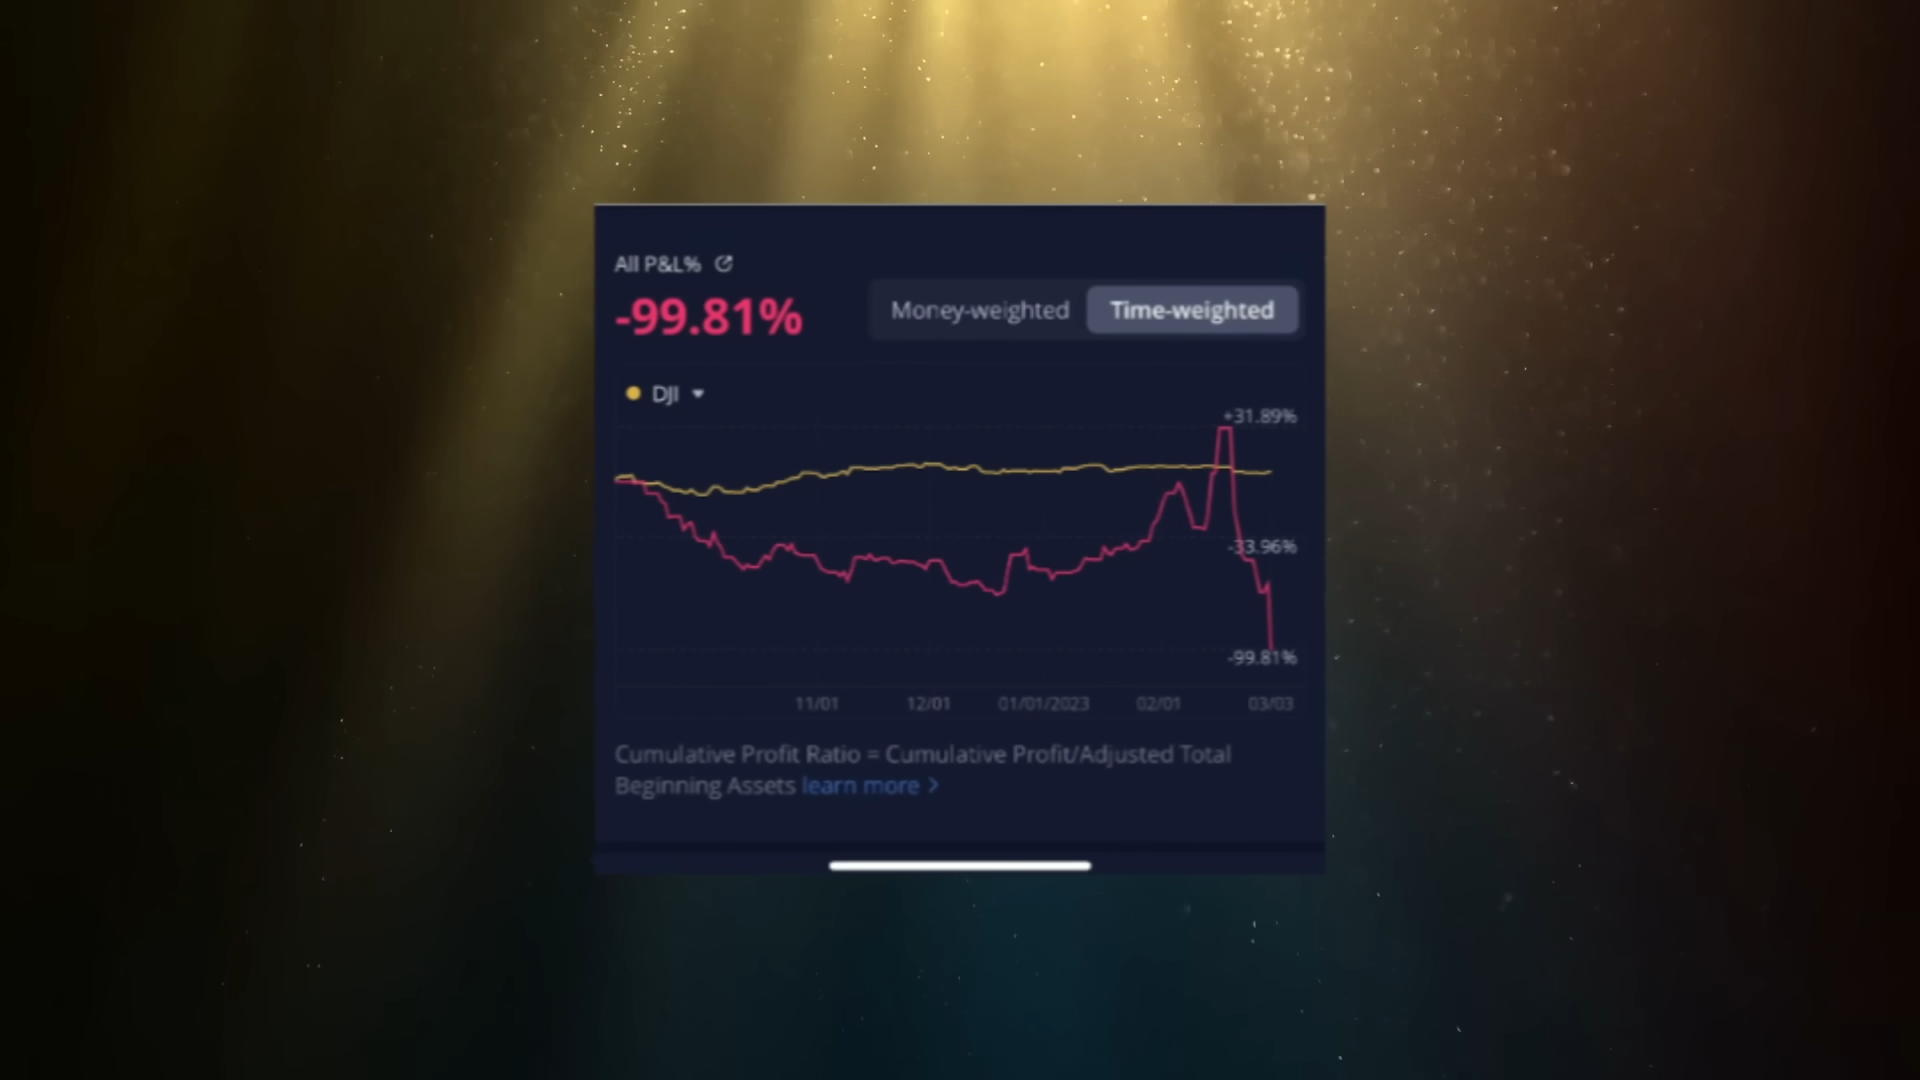 All P&L%
-99.81%
Money-weighted
Time-weighted
DJI
+31.89%
-33.96%
-99.81%
11/01
12/01
01/01/2023
02/01
03/03
Cumulative Profit Ratio = Cumulative Profit/Adjusted Total
Beginning Assets learn more >